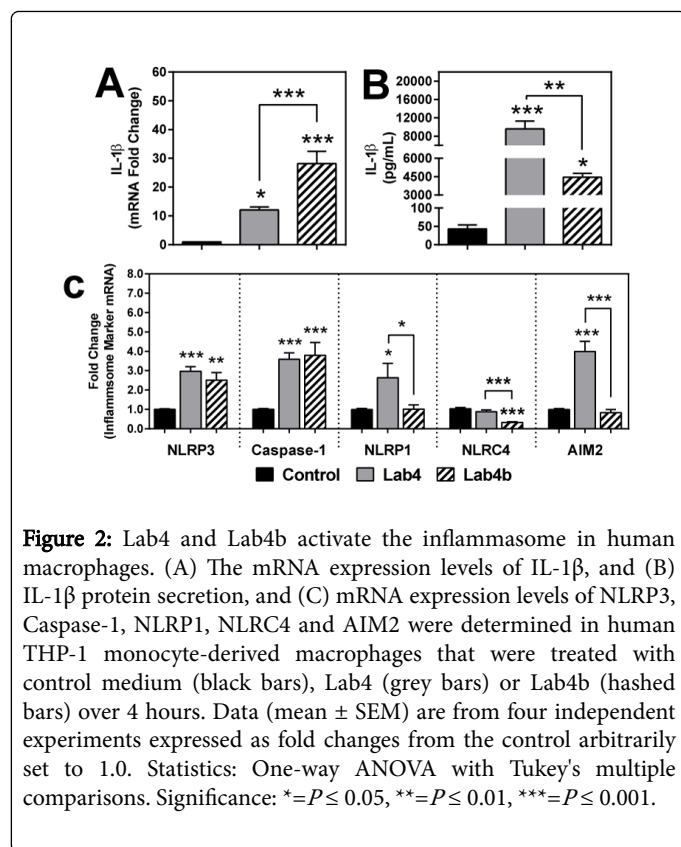 A
B
IL-1β
(mRNA Fold Change)
60
50
40
30
20
10
0
*
***
***
IL-1β
(pg/mL)
20000
16000
12000
8000
6000
4500
3000
50
0
***
*
**
C
Fold Change
(Inflammsome Marker mRNA)
8.0
7.0
6.0
5.0
4.0
3.0
2.0
1.0
0.0
***
**
***
***
*
*
***
***
***
***
NLRP3
Caspase-1
NLRP1
NLRC4
AIM2
Control
Lab4
Lab4b
Figure 2: Lab4 and Lab4b activate the inflammasome in human
macrophages. (A) The mRNA expression levels of IL-1β, and (B)
IL-1β protein secretion, and (C) mRNA expression levels of NLRP3,
Caspase-1, NLRP1, NLRC4 and AIM2 were determined in human
THP-1 monocyte-derived macrophages that were treated with
control medium (black bars), Lab4 (grey bars) or Lab4b (hashed
bars) over 4 hours. Data (mean ± SEM) are from four independent
experiments expressed as fold changes from the control arbitrarily
set to 1.0. Statistics: One-way ANOVA with Tukey's multiple
comparisons. Significance: *=P ≤ 0.05, **=P ≤ 0.01, ***=P ≤ 0.001.